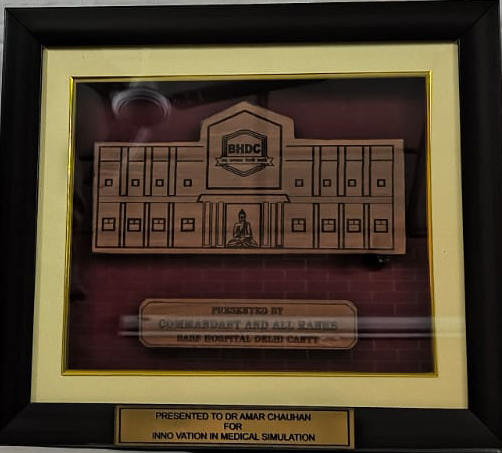 BHDC
PRESENTED BY
COMMANDANT AND ALL RANKS
BASE HOSPITAL DELHI CANTT
PRESENTED TO DR AMAR CHAUHAN
FOR
INNO VATION IN MEDICAL SIMULATION